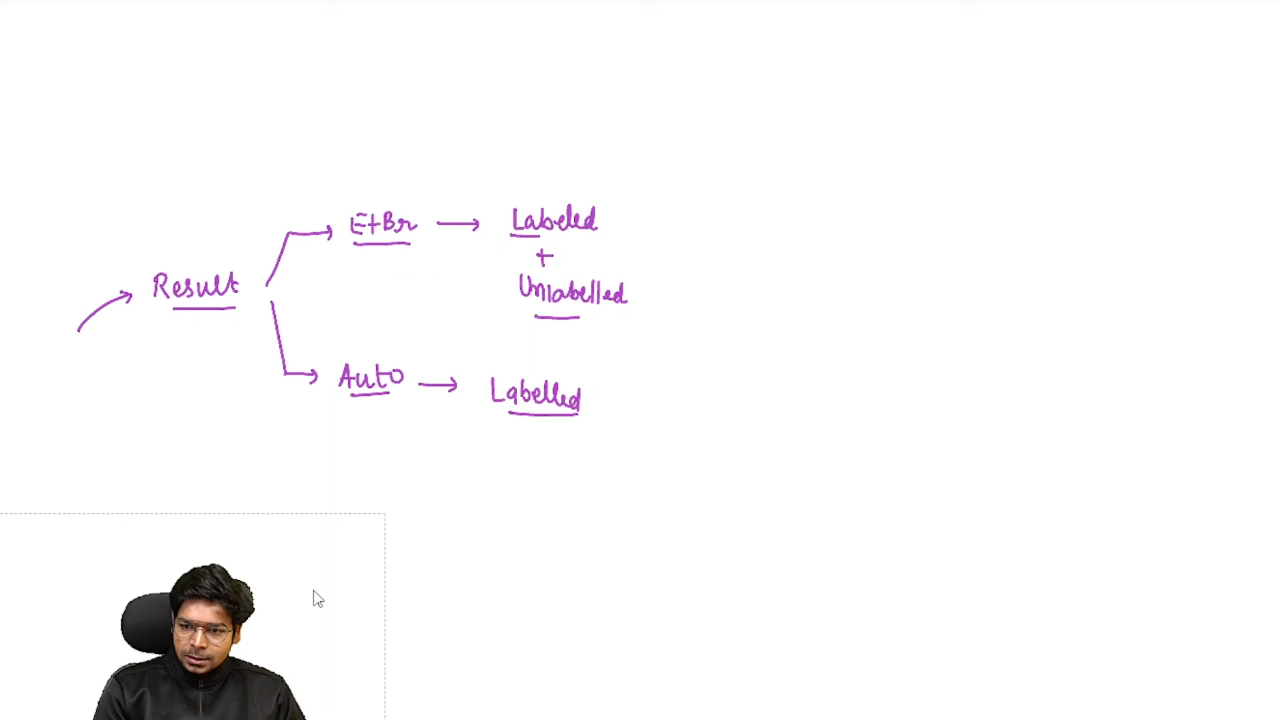 Result
EtBr → Labeled
+
Unlabelled
Auto → Labelled